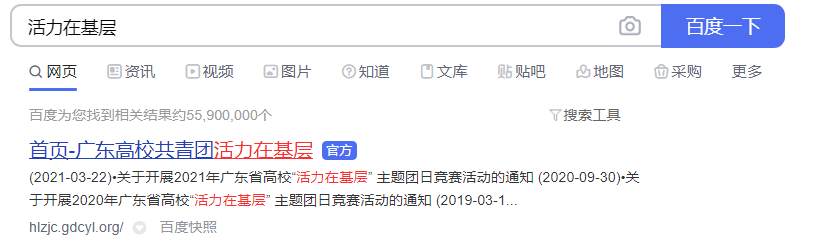 活力在基层 百度一下
网页 资讯 视频 图片 知道 文库 贴吧 地图 采购 更多
百度为您找到相关结果约55,900,000个 搜索工具
首页-广东高校共青团活力在基层 官方
(2021-03-22)•关于开展2021年广东省高校“活力在基层” 主题团日竞赛活动的通知 (2020-09-30)•关
于开展2020年广东省高校“活力在基层” 主题团日竞赛活动的通知 (2019-03-1...
hlzjc.gdcyl.org/ 百度快照